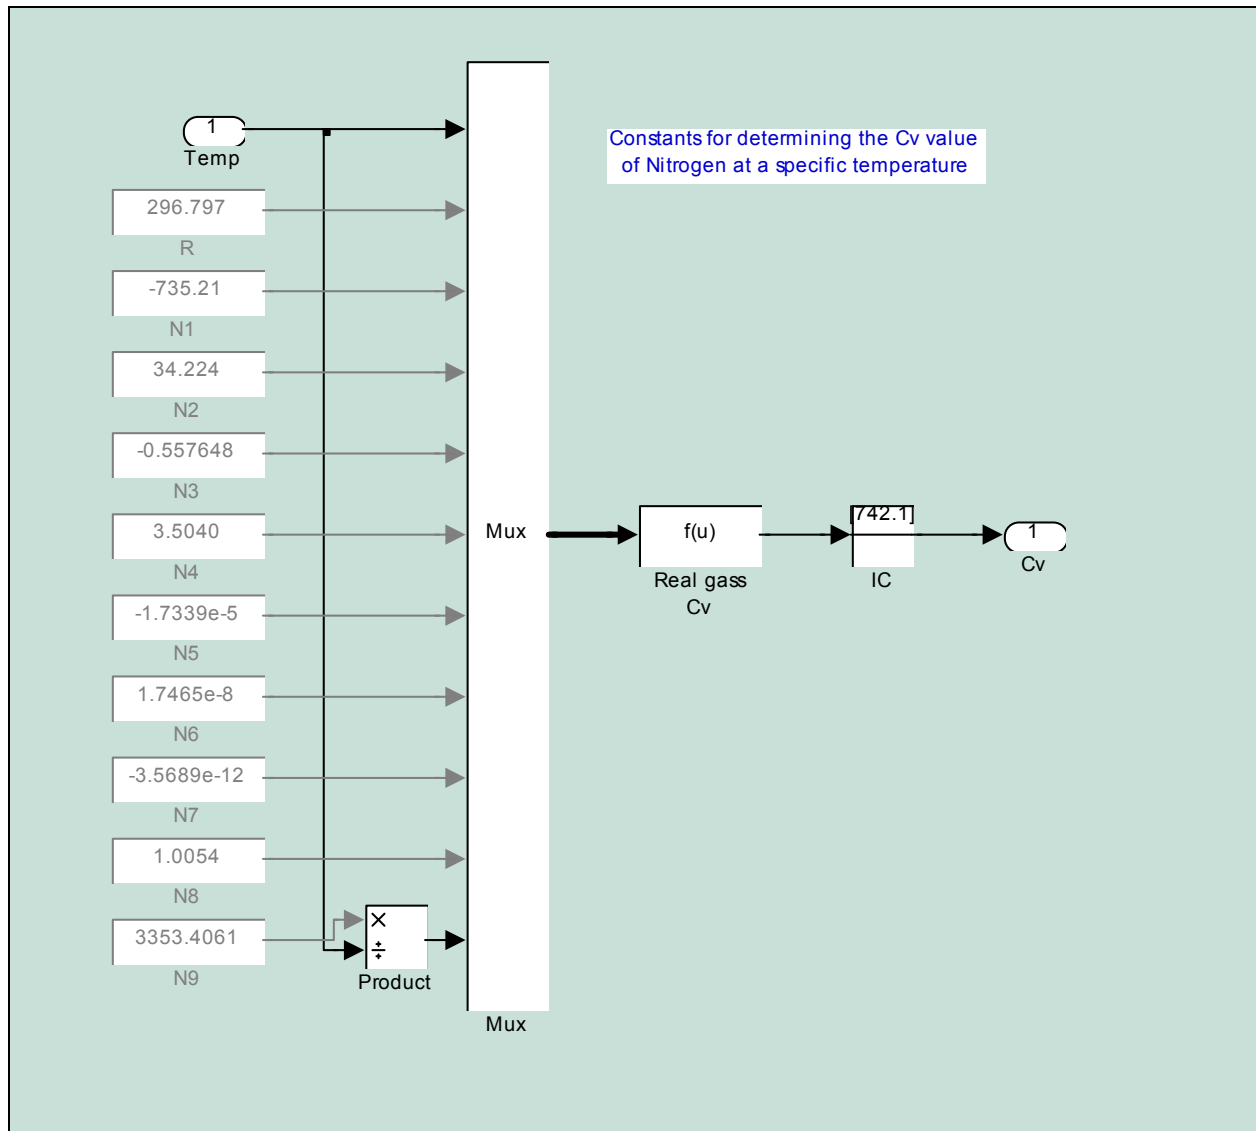 1
Temp
Constants for determining the Cv value
of Nitrogen at a specific temperature
296.797
R
-735.21
N1
34.224
N2
-0.557648
N3
3.5040
N4
-1.7339e-5
N5
1.7465e-8
N6
-3.5689e-12
N7
1.0054
N8
3353.4061
N9
×
÷
Product
Mux
Mux
f(u)
Real gass
Cv
[742.1]
IC
1
Cv